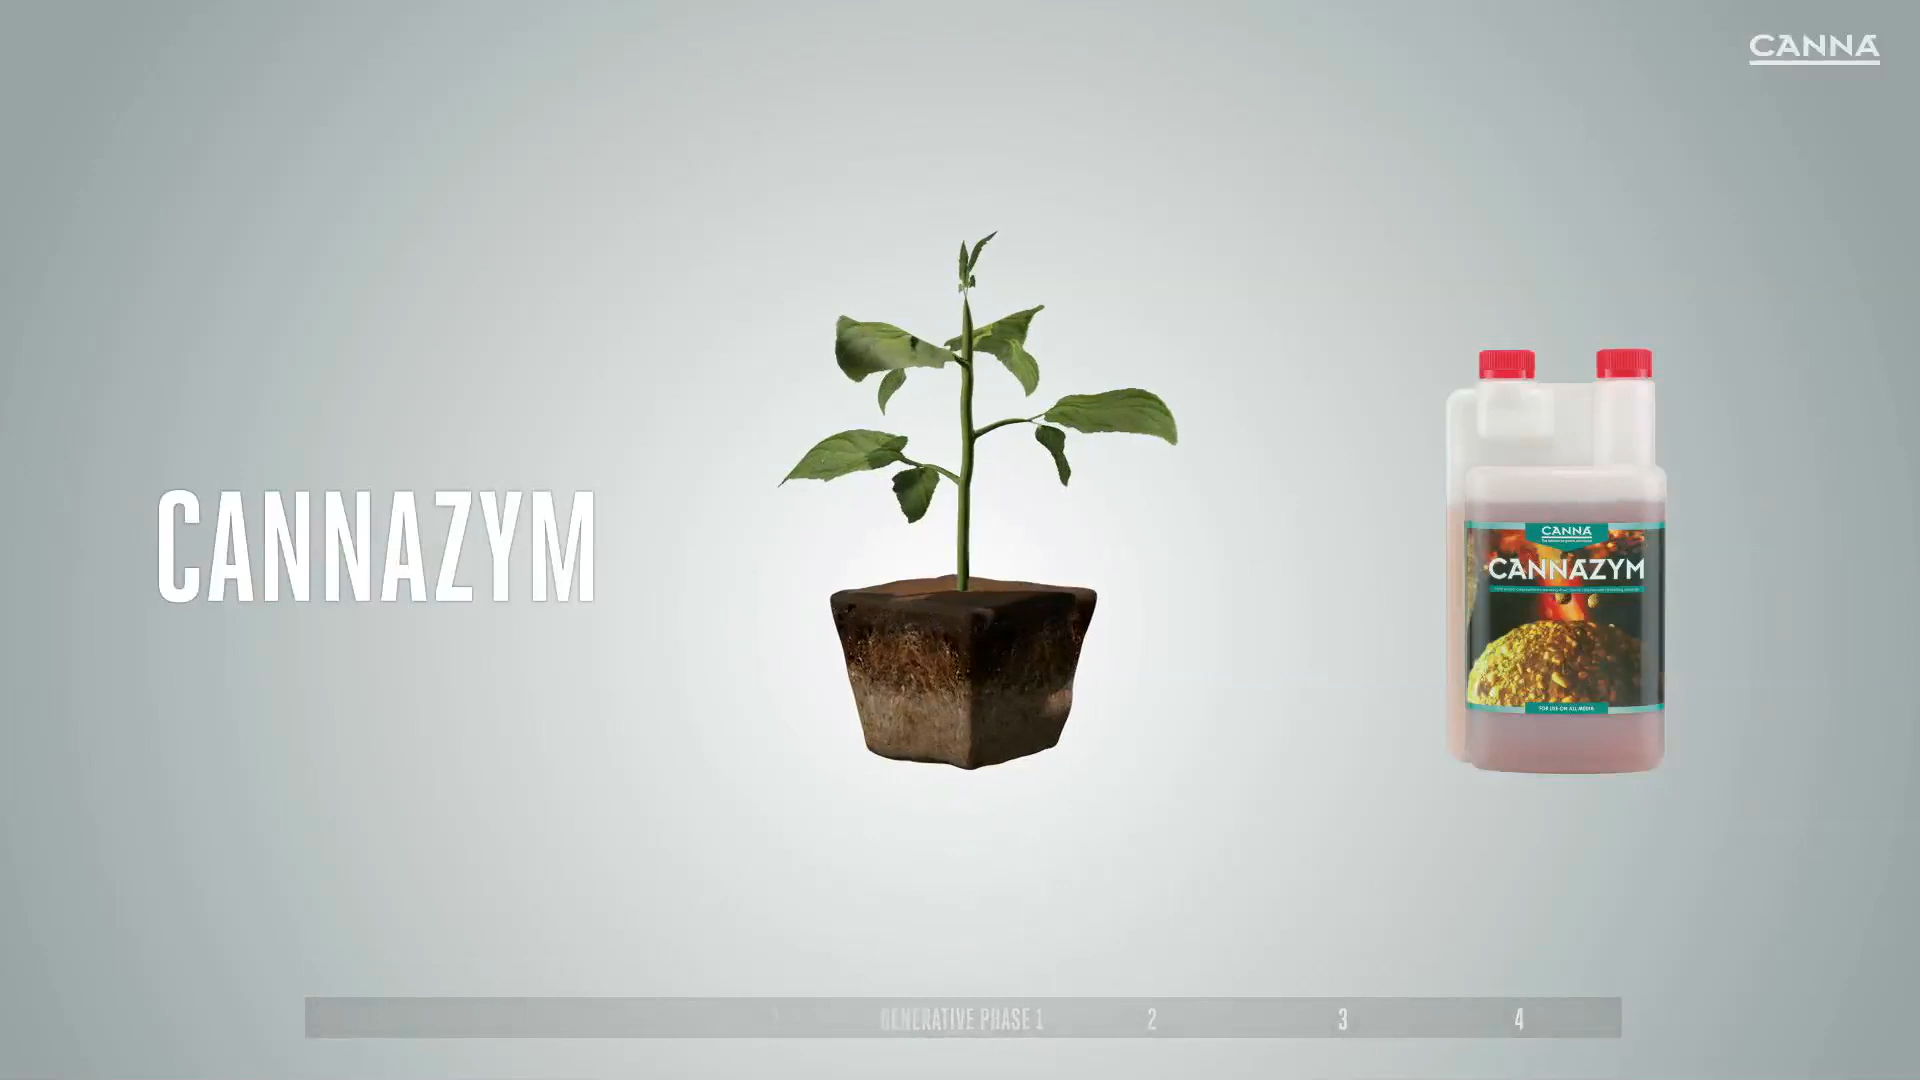 CANNA
CANNAZYM
CANNA
CANNAZYM
FOR USE ON ALL MEDIA
GENERATIVE PHASE 1
2
3
4